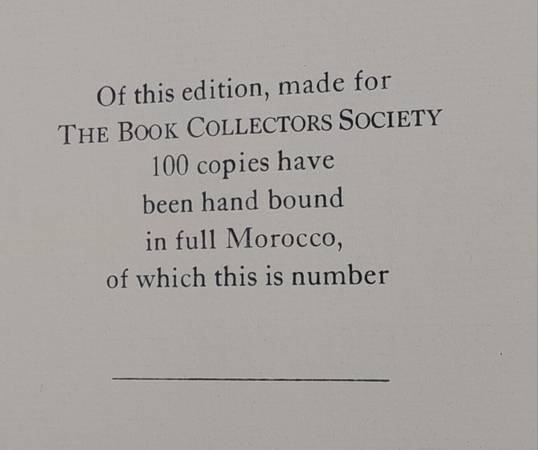 Of this edition, made for
THE BOOK COLLECTORS SOCIETY
100 copies have
been hand bound
in full Morocco,
of which this is number